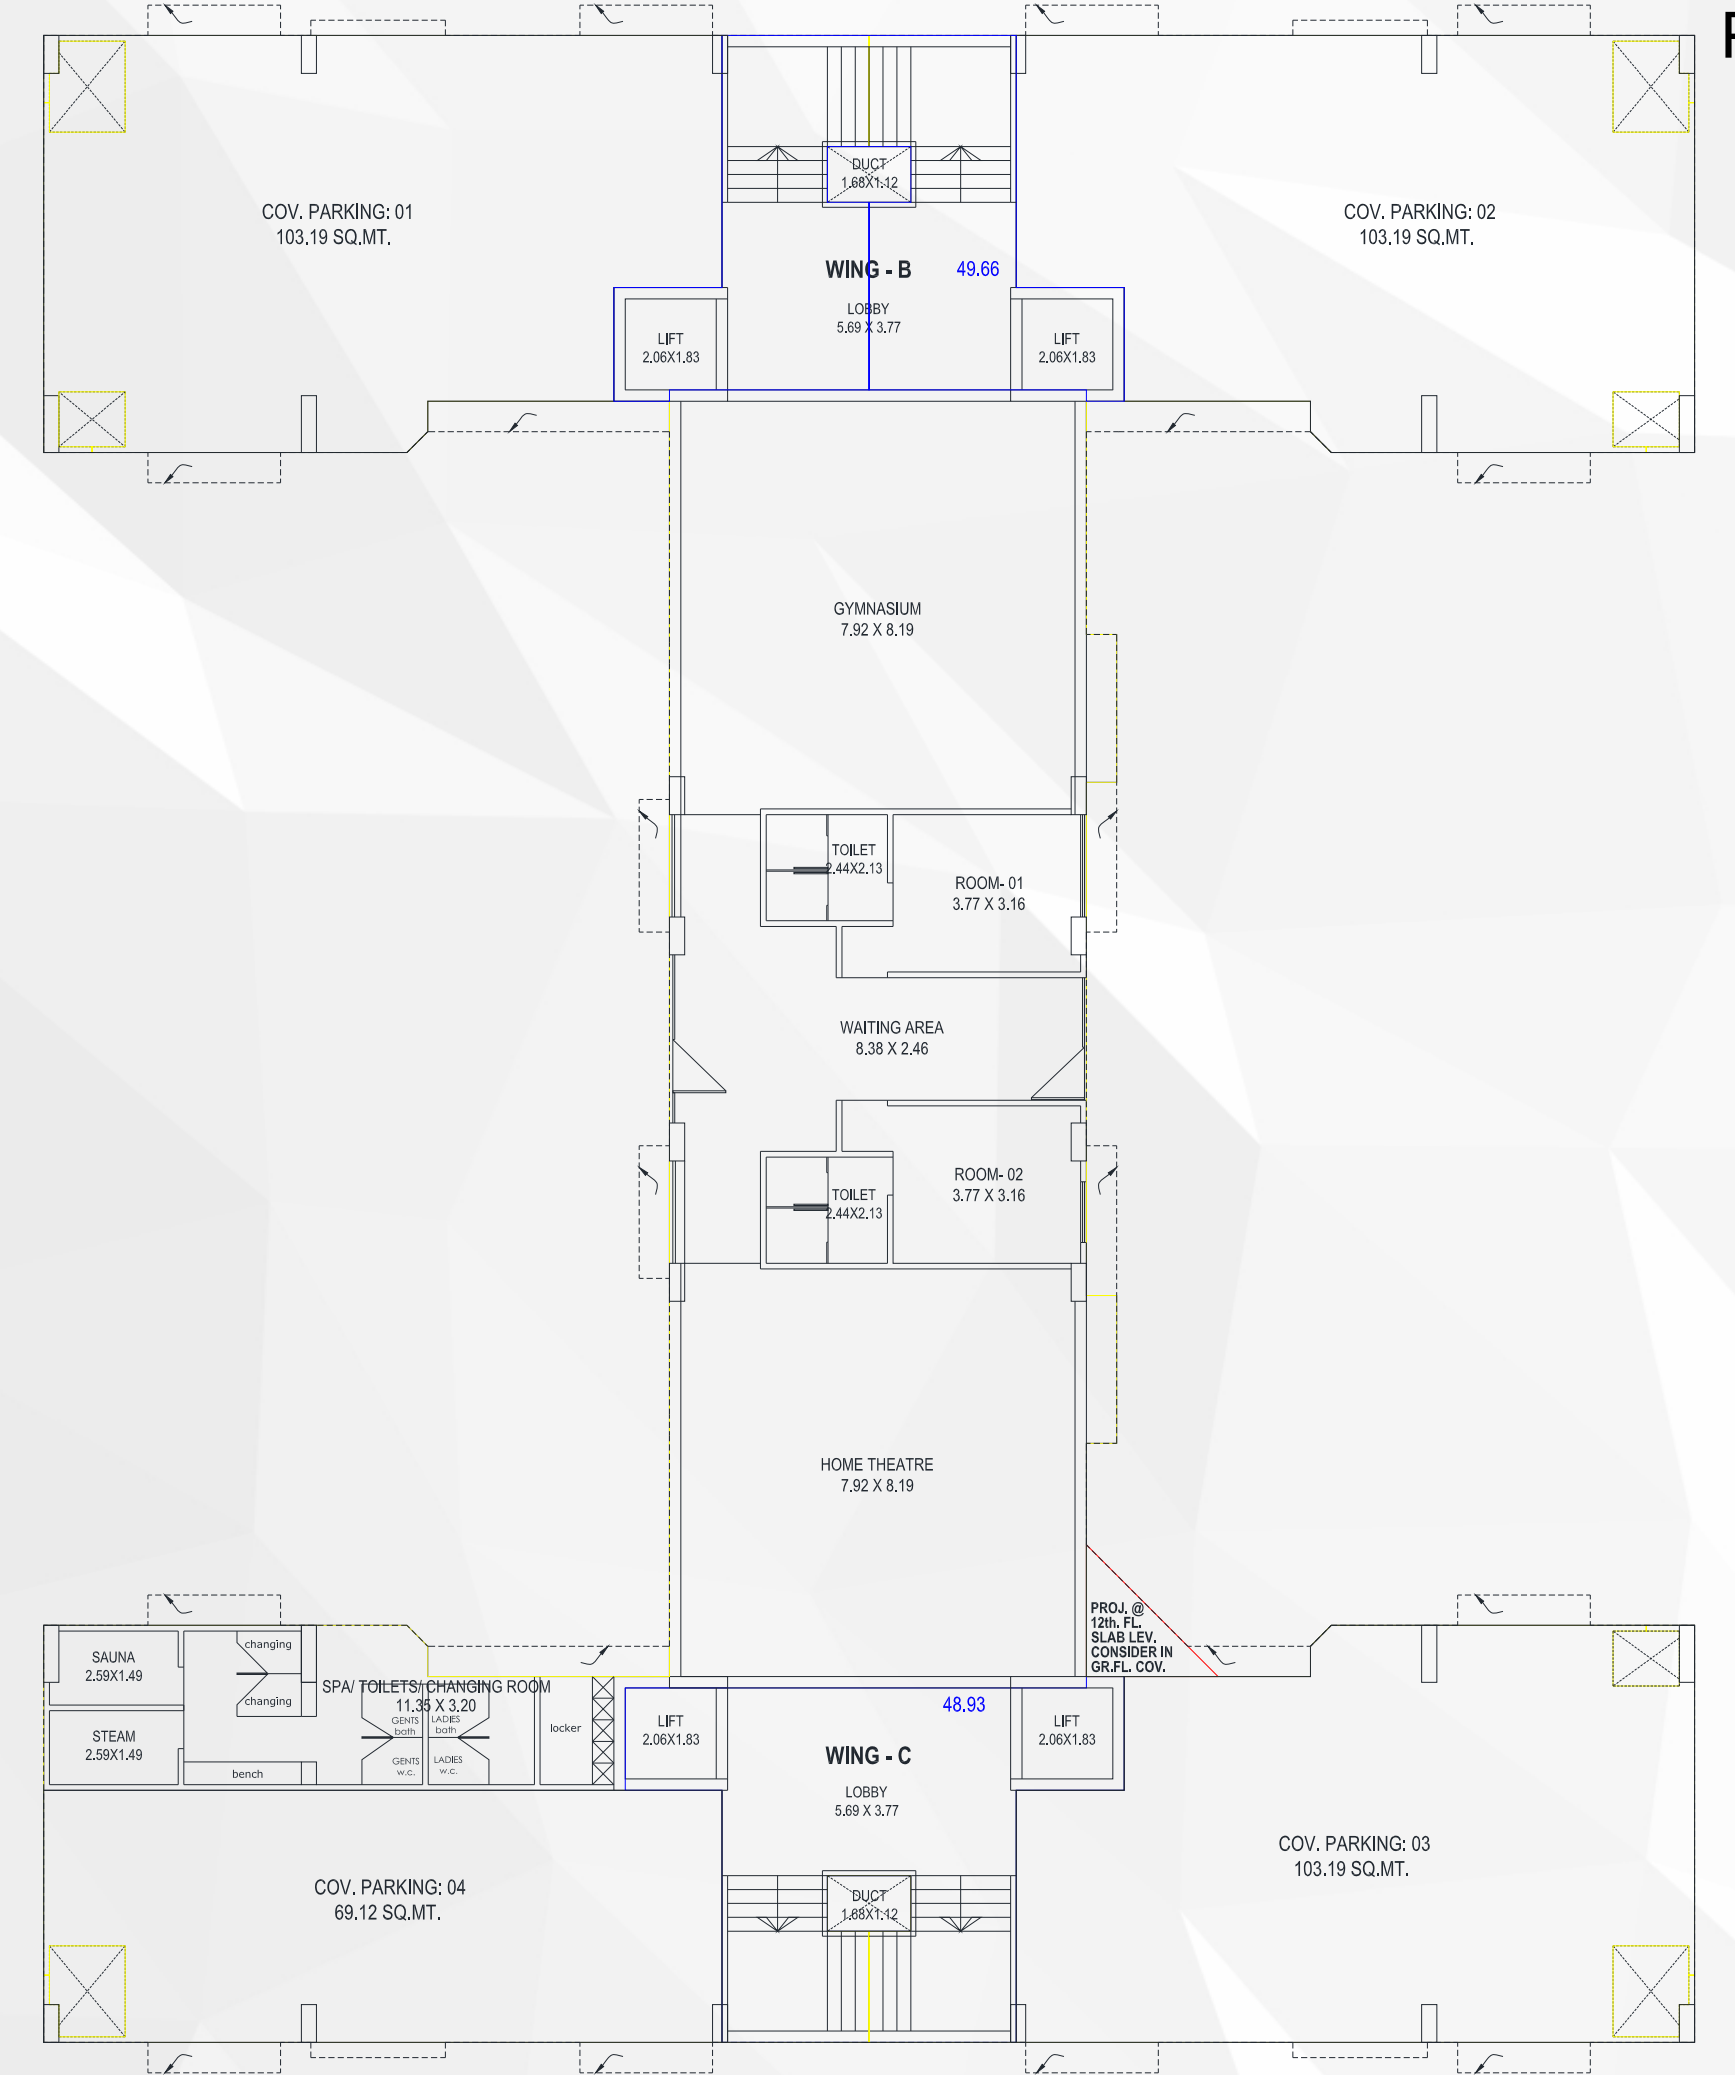 COV. PARKING: 01
103.19 SQ.MT.
DUCT
1.68X1.12
COV. PARKING: 02
103.19 SQ.MT.
WING - B
49.66
LOBBY
5.69 X 3.77
LIFT
2.06X1.83
LIFT
2.06X1.83
GYMNASIUM
7.92 X 8.19
TOILET
2.44X2.13
ROOM- 01
3.77 X 3.16
WAITING AREA
8.38 X 2.46
ROOM- 02
3.77 X 3.16
TOILET
2.44X2.13
HOME THEATRE
7.92 X 8.19
PROJ. @
12th. FL.
SLAB LEV.
CONSIDER IN
GR.FL. COV.
SAUNA
2.59X1.49
changing
changing
SPA/ TOILETS/ CHANGING ROOM
11.35 X 3.20
STEAM
2.59X1.49
GENTS
bath
LADIES
bath
GENTS
w.c.
LADIES
w.c.
locker
bench
LIFT
2.06X1.83
48.93
LIFT
2.06X1.83
WING - C
LOBBY
5.69 X 3.77
COV. PARKING: 03
103.19 SQ.MT.
COV. PARKING: 04
69.12 SQ.MT.
DUCT
1.68X1.12